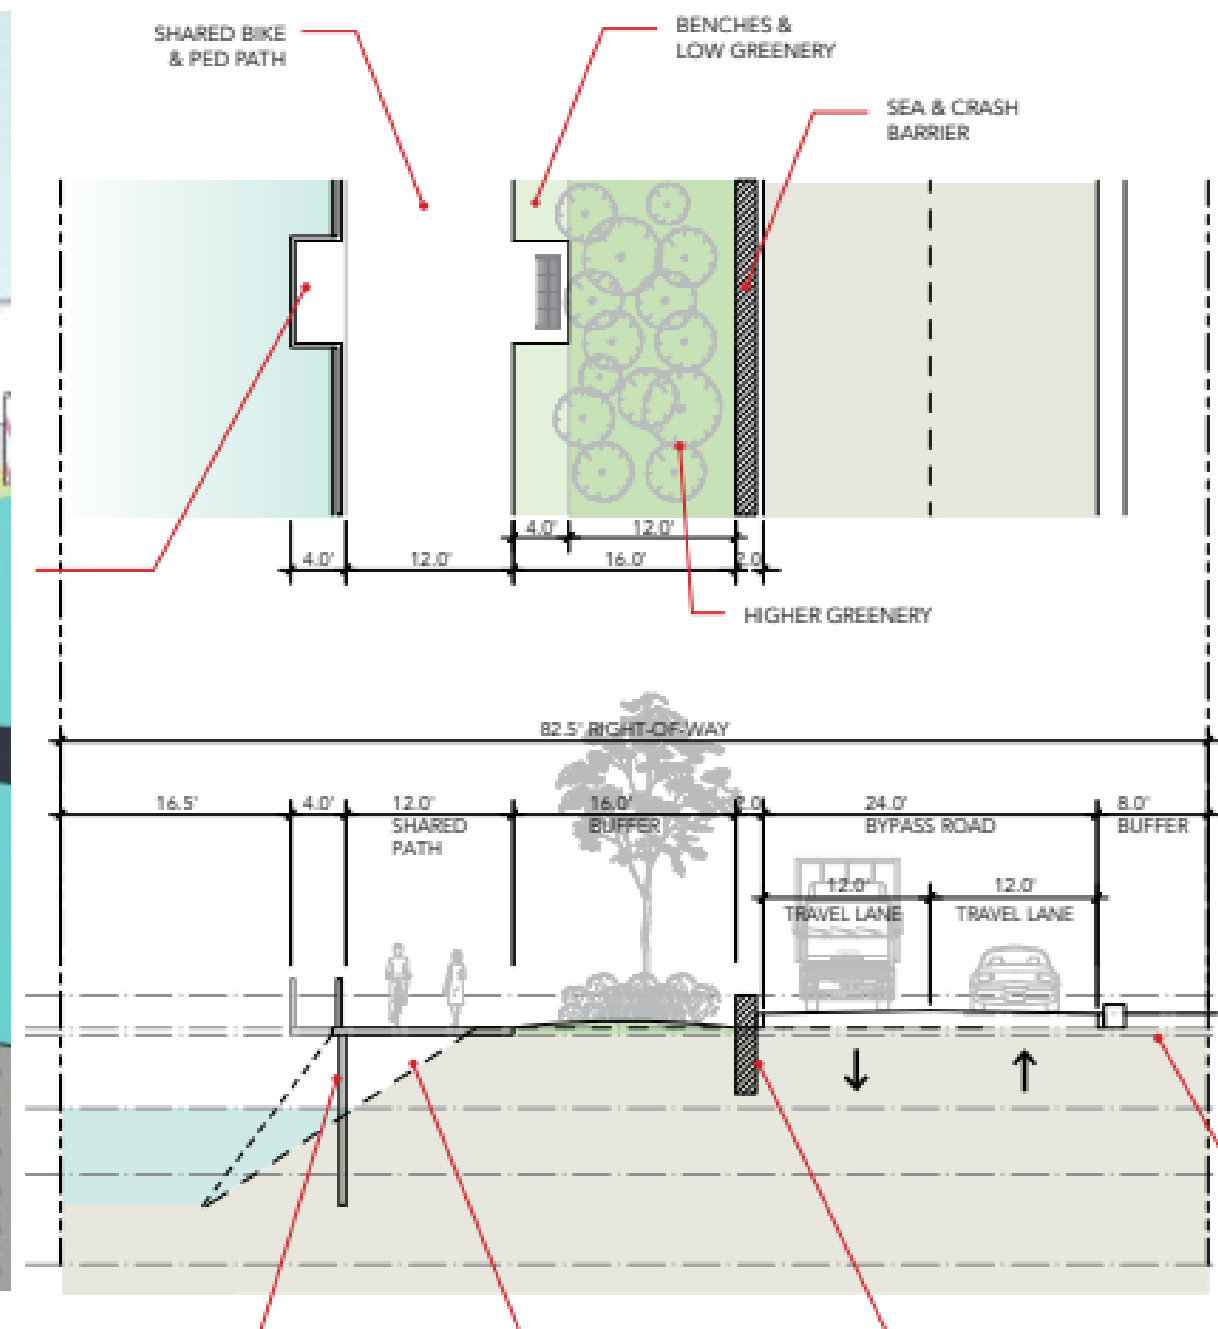 SHARED BIKE
& PED PATH
BENCHES &
LOW GREENERY
SEA & CRASH
BARRIER
4.0'
12.0'
4.0'
12.0'
16.0'
2.0
HIGHER GREENERY
82.5' RIGHT-OF-WAY
16.5'
4.0'
12.0'
SHARED
PATH
16.0'
BUFFER
2.0
24.0'
BYPASS ROAD
8.0'
BUFFER
12.0'
TRAVEL LANE
12.0'
TRAVEL LANE